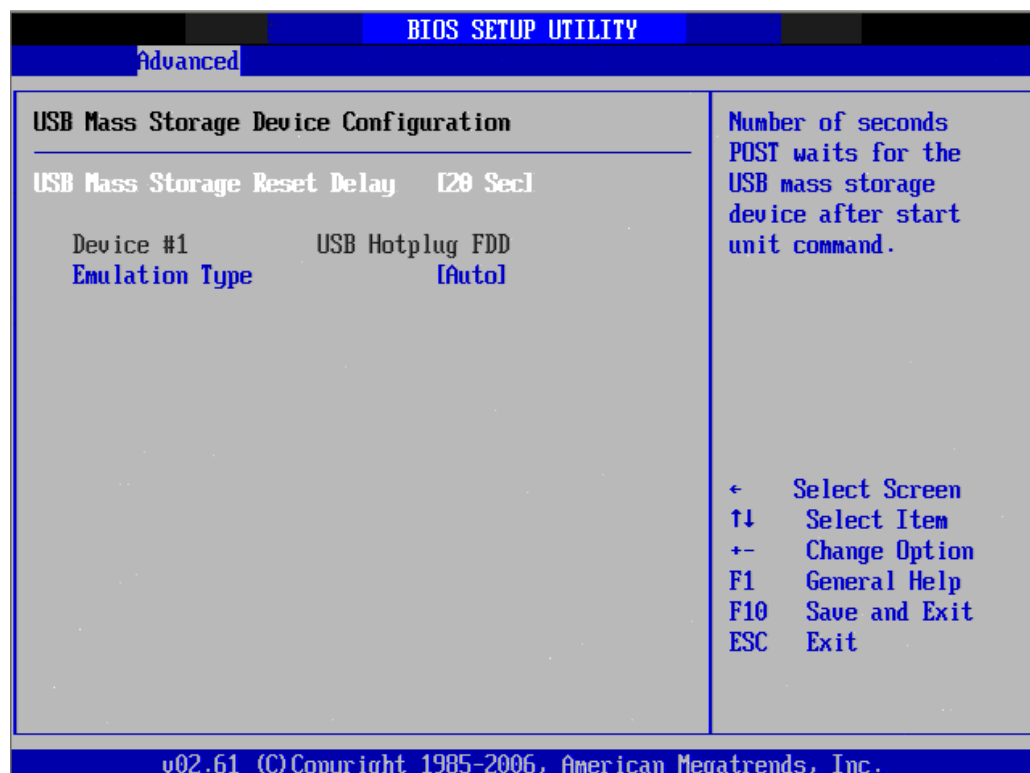 BIOS SETUP UTILITY
Advanced
USB Mass Storage Device Configuration
USB Mass Storage Reset Delay [20 Sec]
Device #1 USB Hotplug FDD
Emulation Type [Auto]
Number of seconds
POST waits for the
USB mass storage
device after start
unit command.
← Select Screen
↑↓ Select Item
+- Change Option
F1 General Help
F10 Save and Exit
ESC Exit
v02.61 (C)Copyright 1985-2006, American Megatrends, Inc.